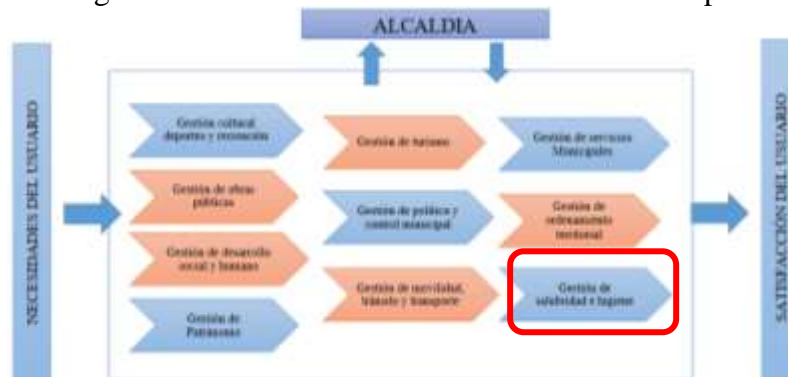 ALCALDIA
NECESIDADES DEL USUARIO
Gestión cultural
deportes y recreación
Gestión de obras
públicas
Gestión de desarrollo
social y humano
Gestión de
Patrimonio
Gestión de turismo
Gestión de política y
control municipal
Gestión de movilidad,
tránsito y transporte
Gestión de servicios
Municipales
Gestión de
ordenamiento
territorial
Gestión de
salubridad e higiene
SATISFACCIÓN DEL USUARIO